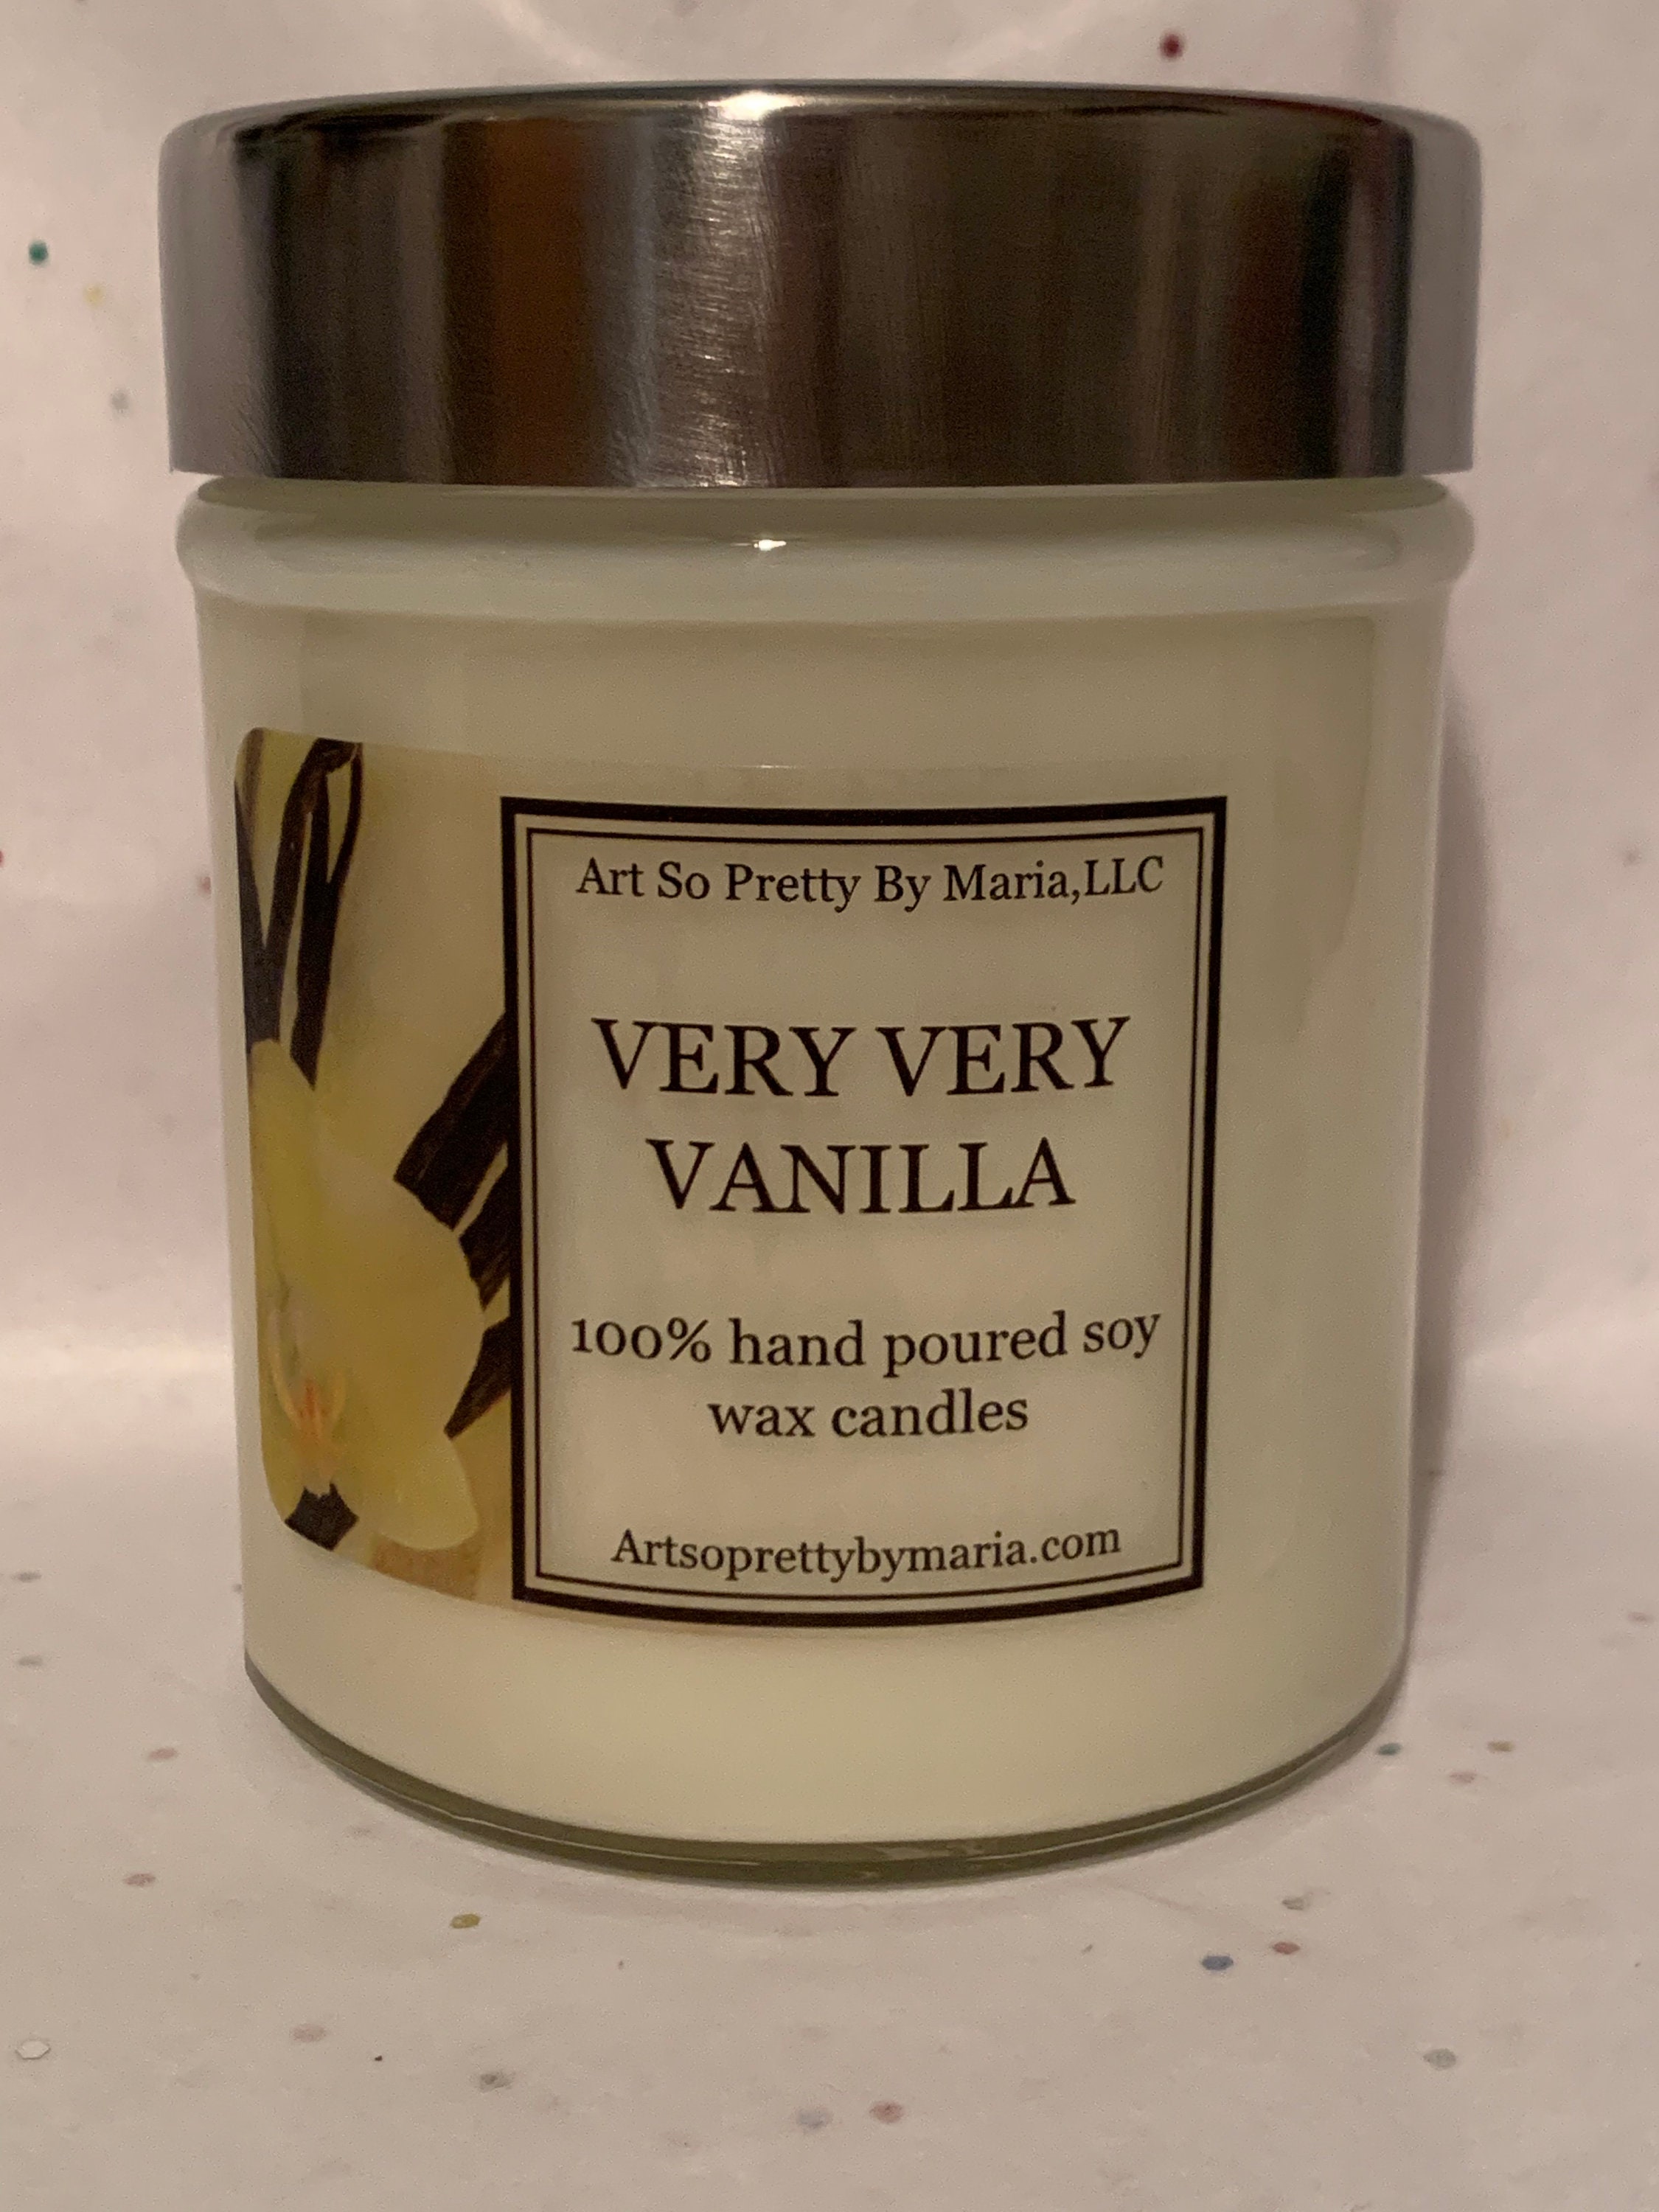 Art So Pretty By Maria,LLC
VERY VERY
VANILLA
100% hand poured soy
wax candles
Artsoprettybymaria.com